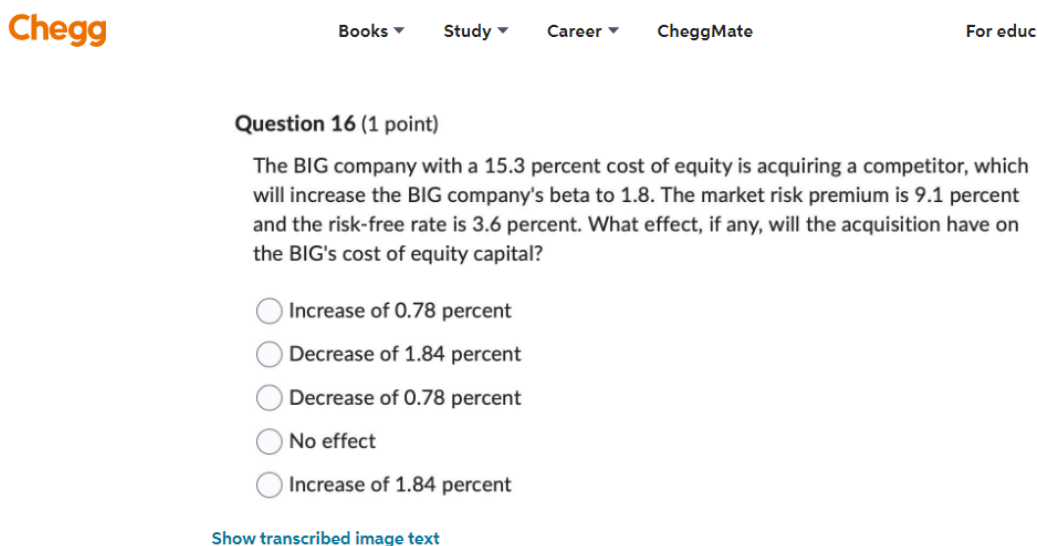 Chegg
Books Study Career CheggMate For educ
Question 16 (1 point)
The BIG company with a 15.3 percent cost of equity is acquiring a competitor, which
will increase the BIG company's beta to 1.8. The market risk premium is 9.1 percent
and the risk-free rate is 3.6 percent. What effect, if any, will the acquisition have on
the BIG's cost of equity capital?
Increase of 0.78 percent
Decrease of 1.84 percent
Decrease of 0.78 percent
No effect
Increase of 1.84 percent
Show transcribed image text